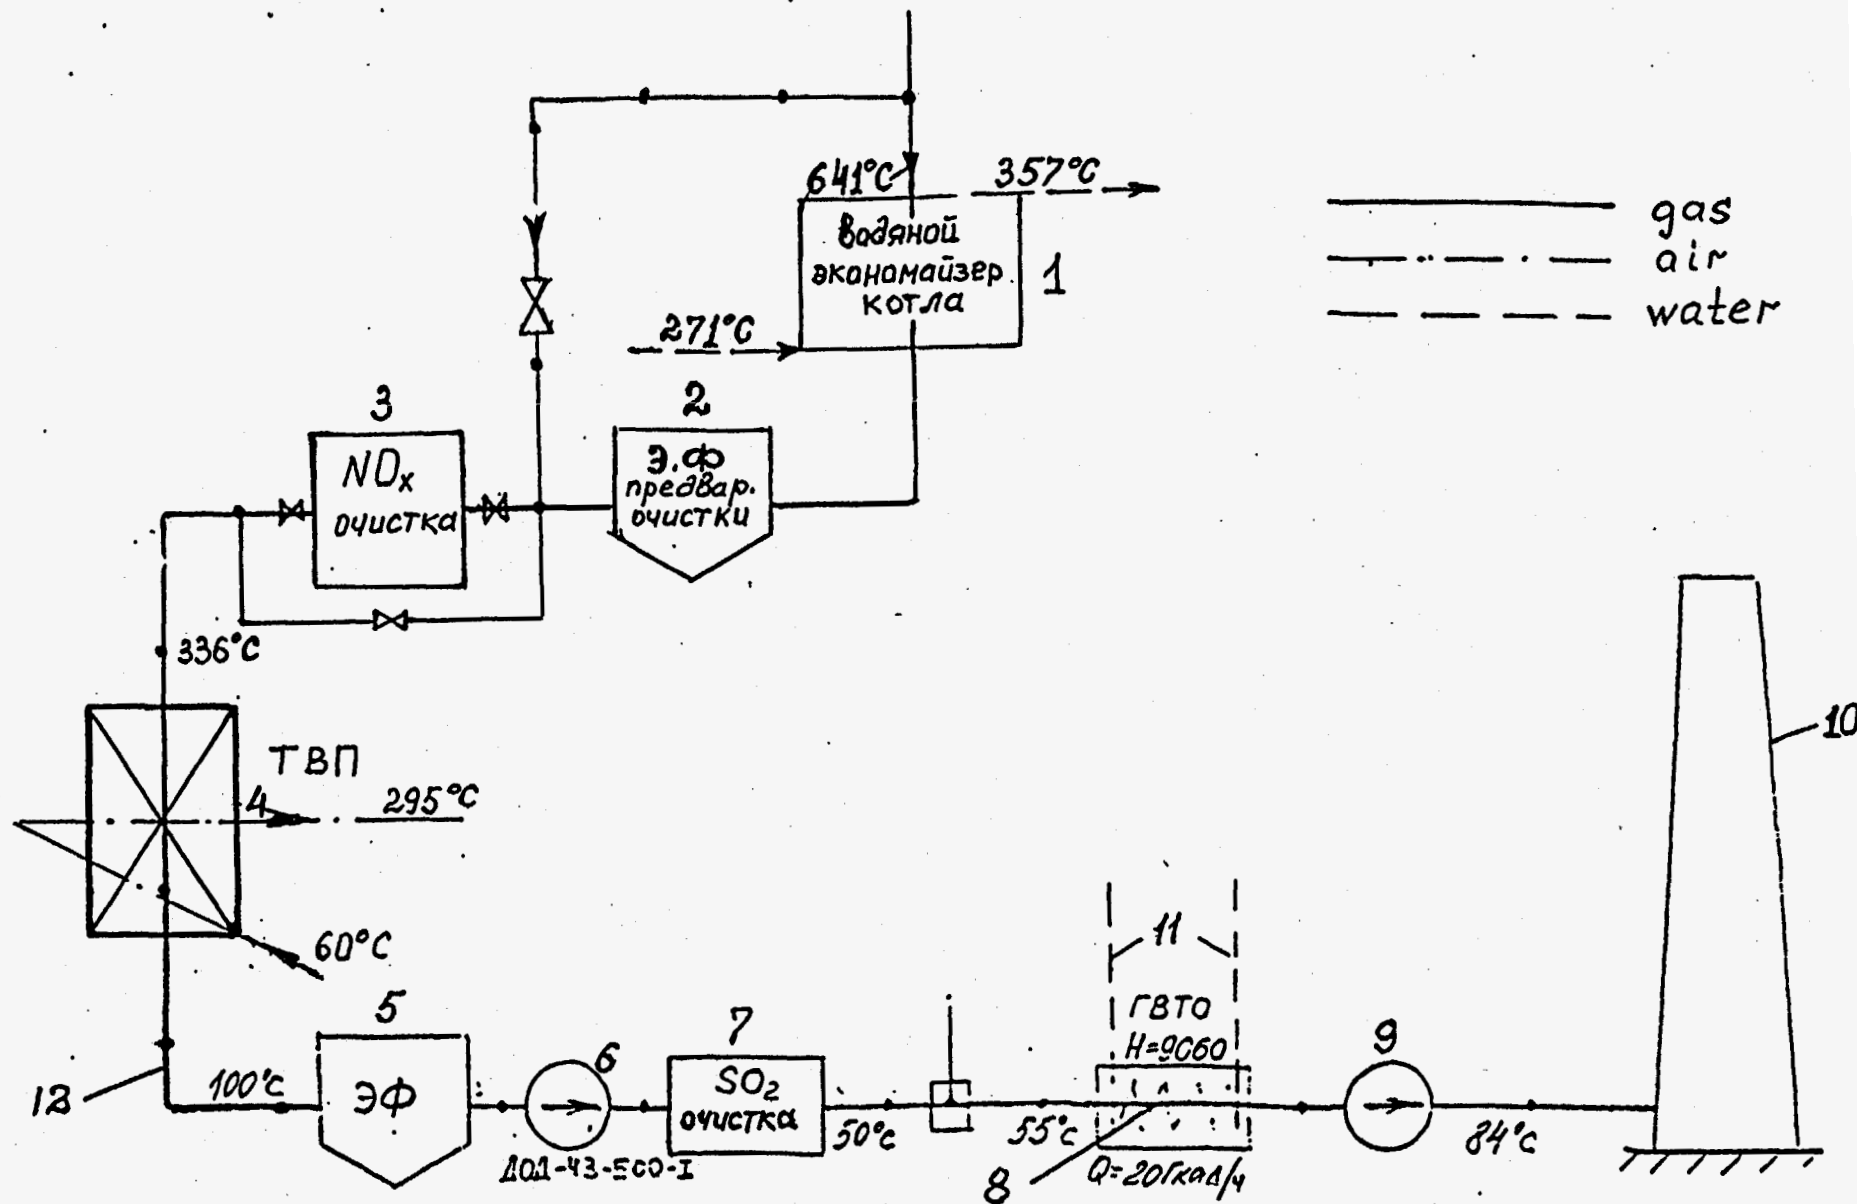 641°C
357°C
водяной
экономайзер
котла
1
271°C
gas
air
water
3
NOx
очистка
2
Э.Ф
предвар.
очистки
336°C
ТВП
4
295°C
60°C
10
11
ГВТО
H=9060
5
ЭФ
6
7
SO2
очистка
9
12
100°C
50°C
55°C
84°C
8
Q=20Гкал/ч